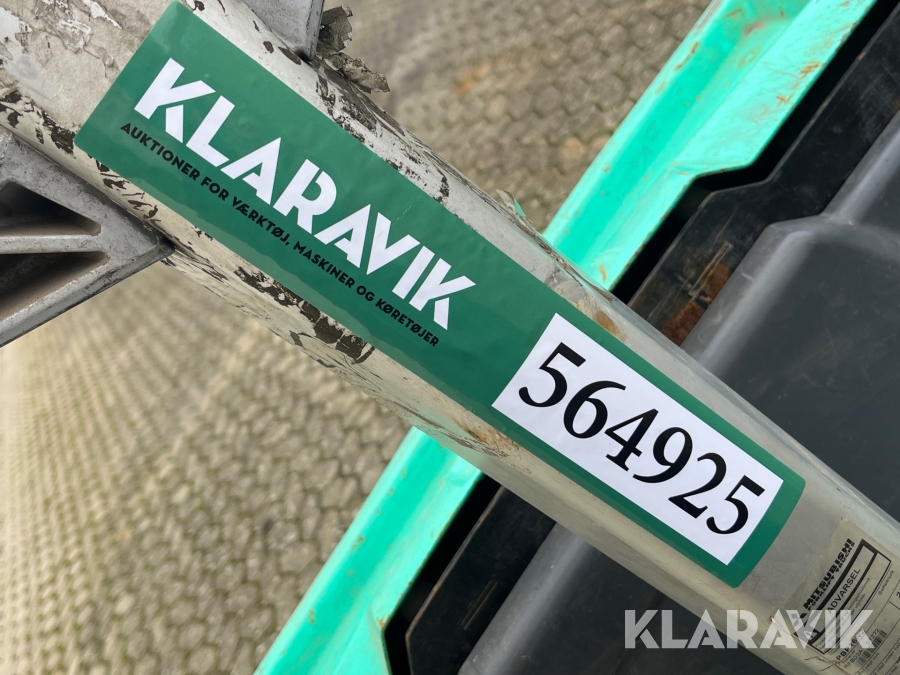 KLARAVIK
AUKTIONER FOR VÆRKTØJ, MASKINER OG KØRETØJER
564925
MITSUBISHI
ADVARSEL
KLARAVIK